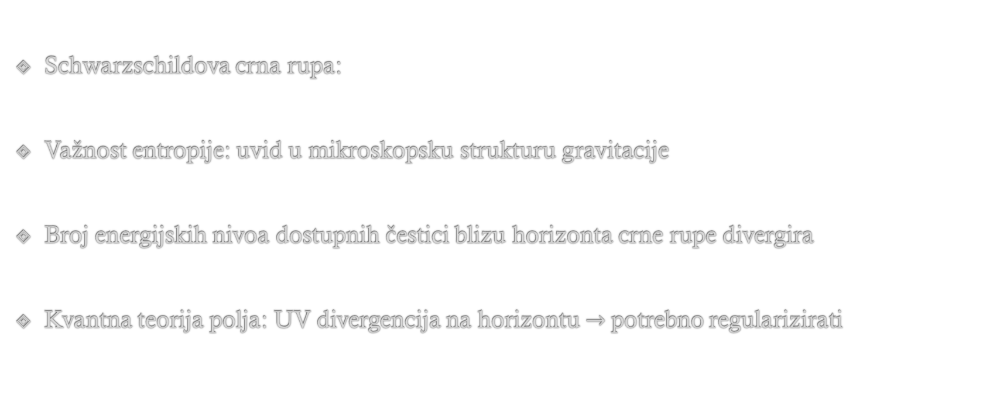 Schwarzschildova crna rupa:
Važnost entropije: uvid u mikroskopsku strukturu gravitacije
Broj energijskih nivoa dostupnih čestici blizu horizonta crne rupe divergira
Kvantna teorija polja: UV divergencija na horizontu → potrebno regularizirati